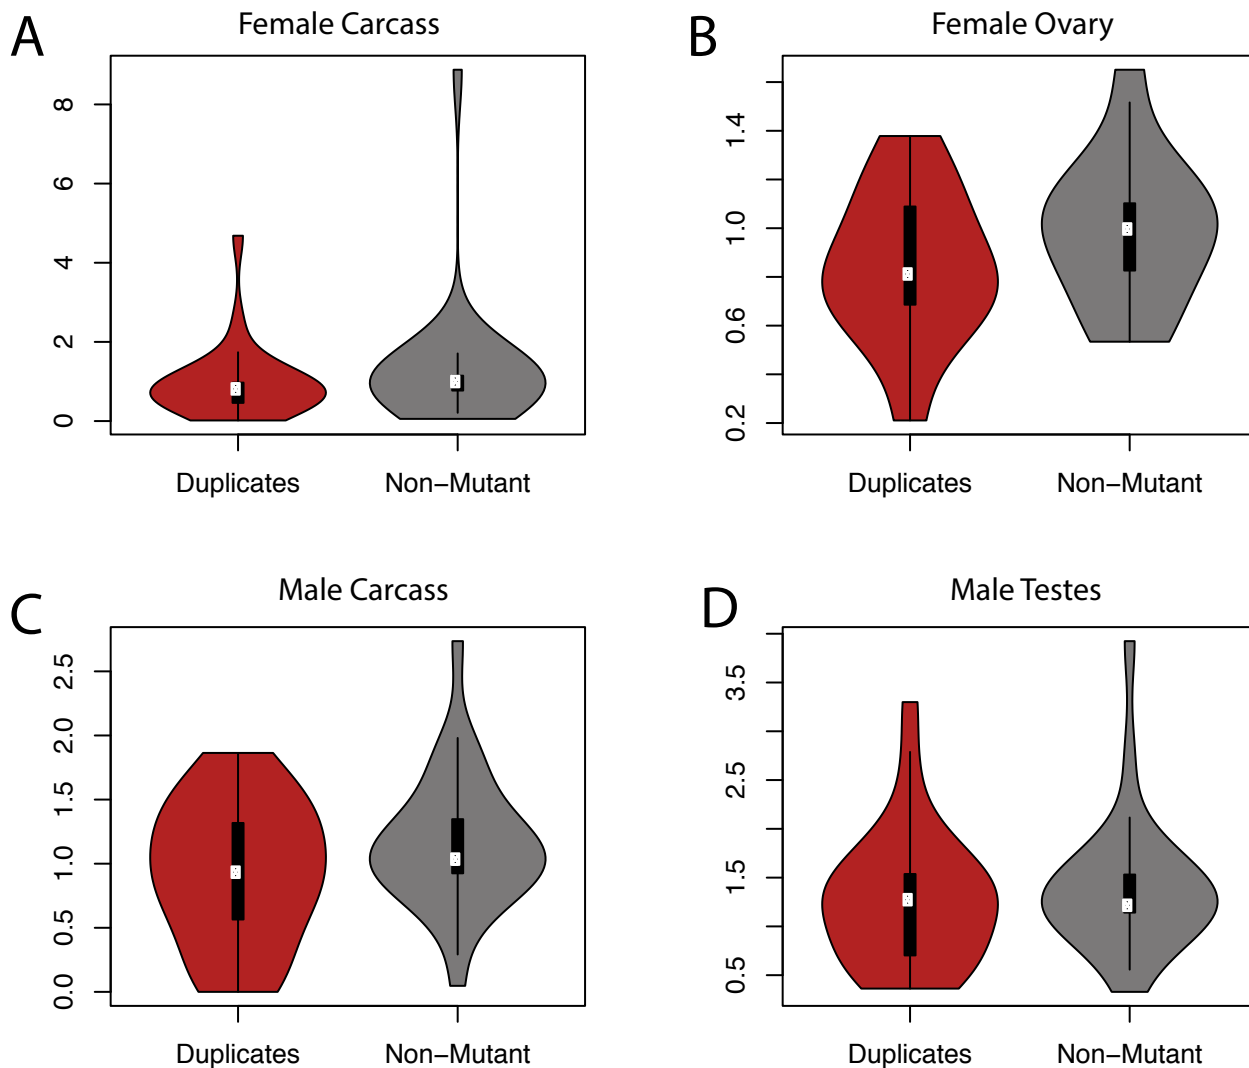 A
Female Carcass
8
6
4
2
0
Duplicates
Non−Mutant
B
Female Ovary
1.4
1.0
0.6
0.2
Duplicates
Non−Mutant
C
Male Carcass
2.5
2.0
1.5
1.0
0.5
0.0
Duplicates
Non−Mutant
D
Male Testes
3.5
2.5
1.5
0.5
Duplicates
Non−Mutant